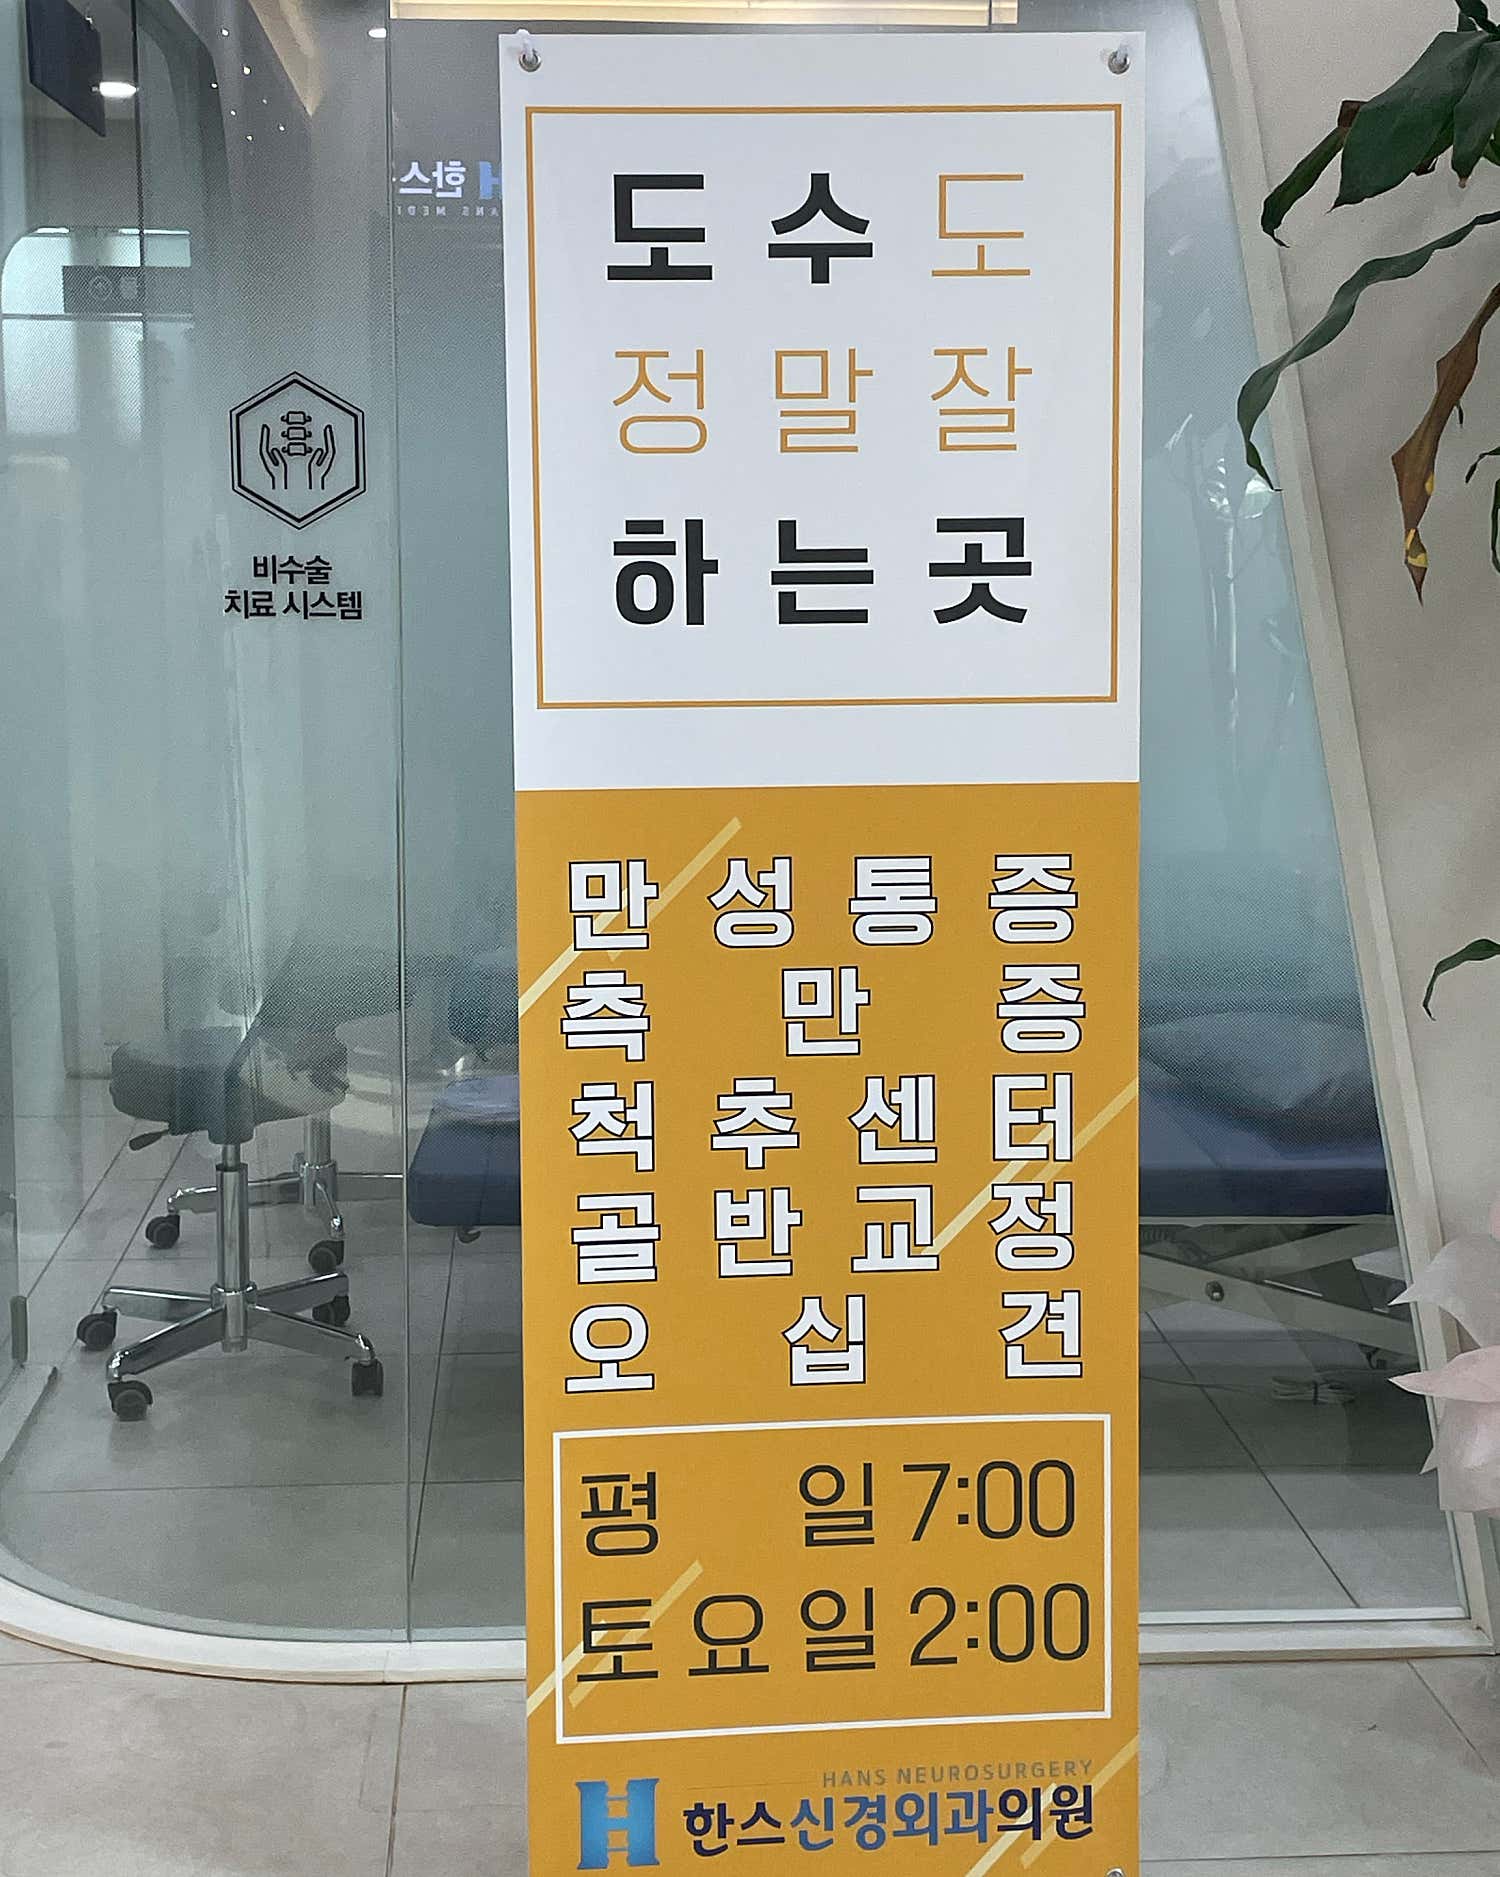 도수도
정말잘
하는곳
비수술
치료 시스템
만성통증
측만증
척추센터
골반교정
오십견
평일 7:00
토요일 2:00
HANS NEUROSURGERY
한스신경외과의원